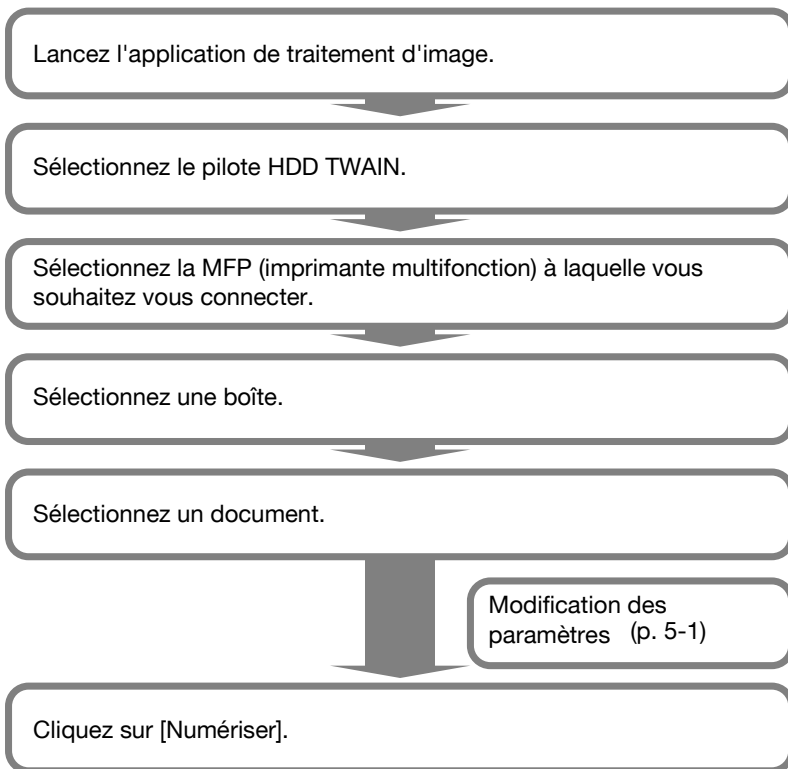 Lancez l'application de traitement d'image.
Sélectionnez le pilote HDD TWAIN.
Sélectionnez la MFP (imprimante multifonction) à laquelle vous
souhaitez vous connecter.
Sélectionnez une boîte.
Sélectionnez un document.
Modification des
paramètres (p. 5-1)
Cliquez sur [Numériser].